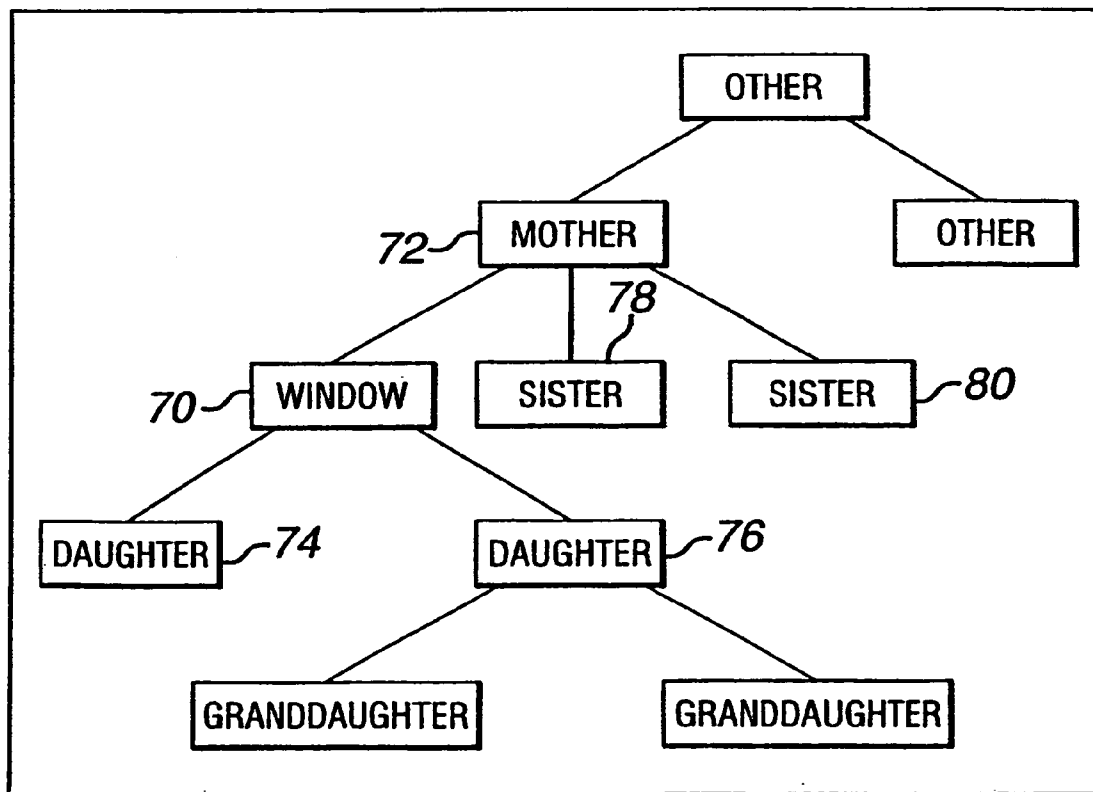 OTHER
72 MOTHER OTHER
78
70 WINDOW SISTER SISTER 80
DAUGHTER 74 DAUGHTER 76
GRANDDAUGHTER GRANDDAUGHTER